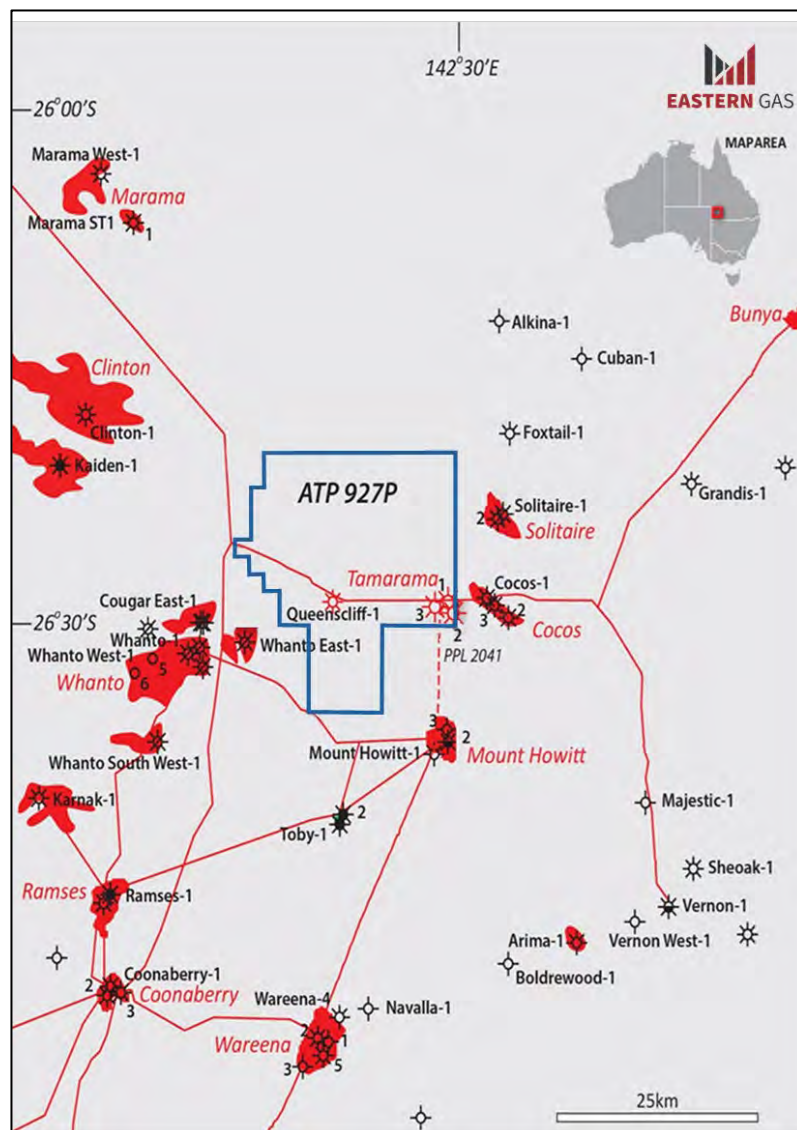 142°30'E
26°00'S
EASTERN GAS
MAPAREA
Marama West-1
Marama
Marama ST1
1
Alkina-1
Bunya
Cuban-1
Clinton
Clinton-1
Foxtail-1
Kaiden-1
ATP 927P
Grandis-1
Solitaire-1
2
Solitaire
Tamarama
1
Cocos-1
Cougar East-1
Queenscliff-1
3
2
3
2
Cocos
26°30'S
Whanto-1
Whanto East-1
Whanto West-1
5
PPL 2041
6
Whanto
3
2
Whanto South West-1
Mount Howitt-1
Mount Howitt
Karnak-1
2
Majestic-1
Toby-1
Sheoak-1
Ramses
Ramses-1
Vernon-1
Arima-1
Vernon West-1
Boldrewood-1
Coonaberry-1
2
Coonaberry
3
Wareena-4
Navalla-1
2
1
Wareena
5
3
25km